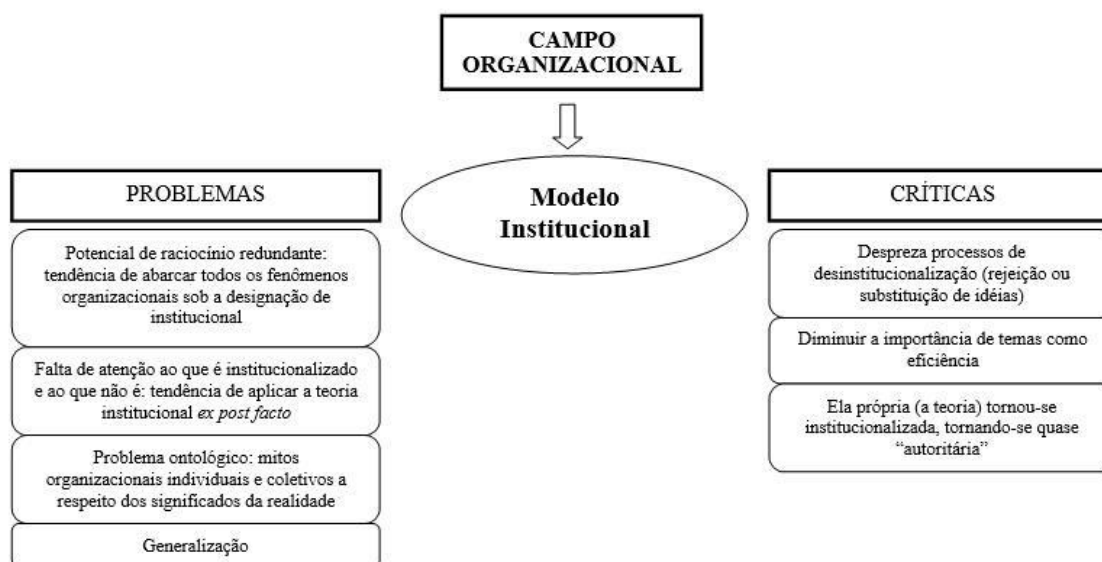 CAMPO
ORGANIZACIONAL
Modelo
Institucional
PROBLEMAS
Potencial de raciocínio redundante:
tendência de abarcar todos os fenômenos
organizacionais sob a designação de
institucional
Falta de atenção ao que é institucionalizado
e ao que não é: tendência de aplicar a teoria
institucional ex post facto
Problema ontológico: mitos
organizacionais individuais e coletivos a
respeito dos significados da realidade
Generalização
CRÍTICAS
Despreza processos de
desinstitucionalização (rejeição ou
substituição de idéias)
Diminuir a importância de temas como
eficiência
Ela própria (a teoria) tornou-se
institucionalizada, tornando-se quase
“autoritária”